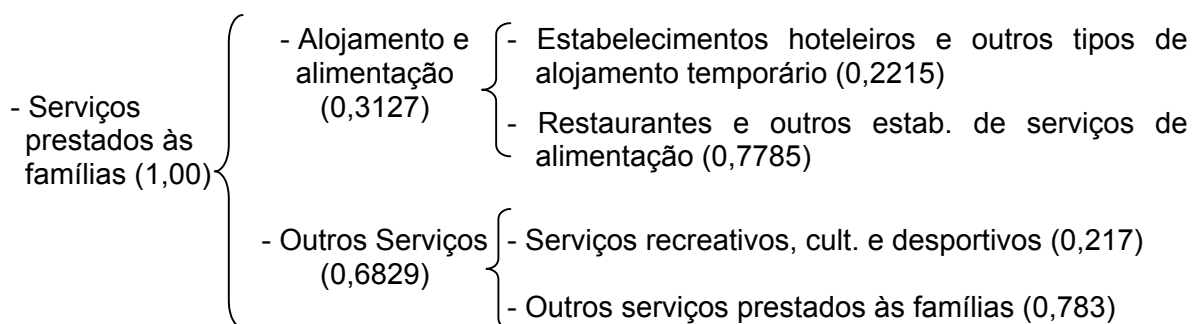 - Serviços
prestados às
famílias (1,00)
- Alojamento e
alimentação
(0,3127)
- Estabelecimentos hoteleiros e outros tipos de
alojamento temporário (0,2215)
- Restaurantes e outros estab. de serviços de
alimentação (0,7785)
- Outros Serviços
(0,6829)
- Serviços recreativos, cult. e desportivos (0,217)
- Outros serviços prestados às famílias (0,783)